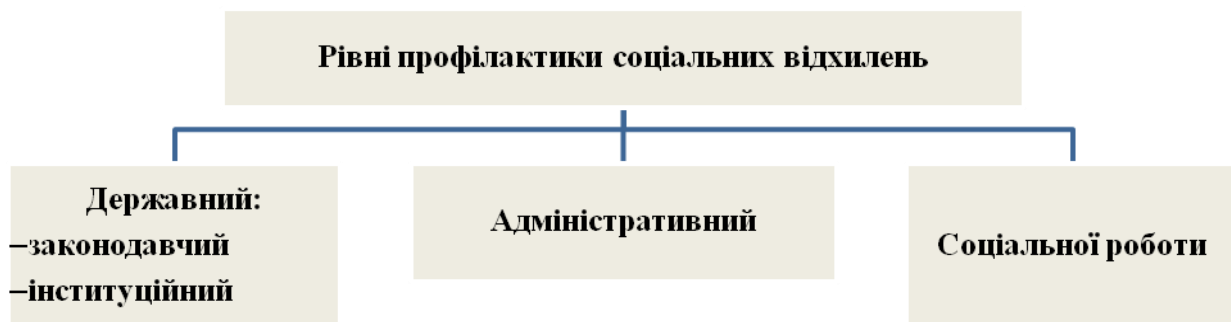 Рівні профілактики соціальних відхилень
Державний:
–законодавчий
–інституційний
Адміністративний
Соціальної роботи